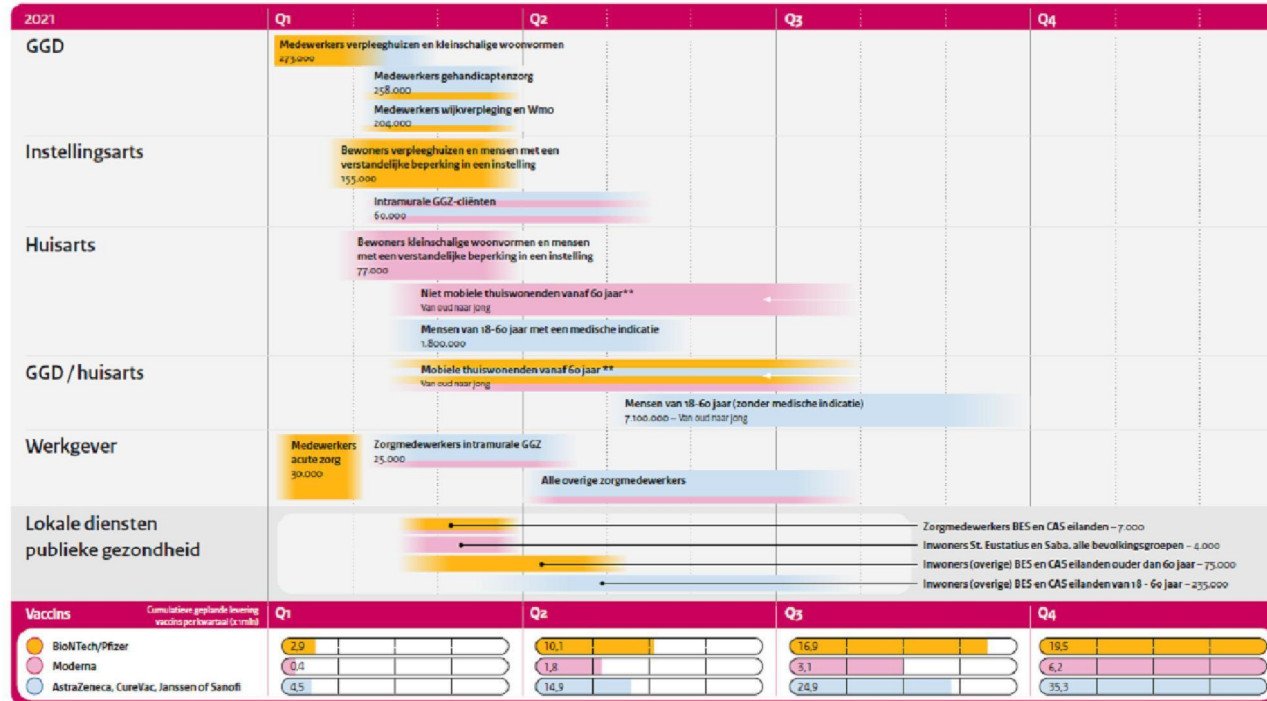 2021 Q1 Q2 Q3 Q4
GGD
Medewerkers verpleeghuizen en kleinschalige woonvormen
273.000
Medewerkers gehandicaptenzorg
258.000
Medewerkers wijkverpleging en Wmo
204.000
Instellingsarts
Bewoners verpleeghuizen en mensen met een
verstandelijke beperking in een instelling
155.000
Intramurale GGZ-cliënten
60.000
Huisarts
Bewoners kleinschalige woonvormen en mensen
met een verstandelijke beperking in een instelling
77.000
Niet mobiele thuiswonenden vanaf 60 jaar**
Van oud naar jong
Mensen van 18-60 jaar met een medische indicatie
1.800.000
GGD / huisarts
Mobiele thuiswonenden vanaf 60 jaar **
Van oud naar jong
Mensen van 18-60 jaar (zonder medische indicatie)
7.100.000 – Van oud naar jong
Werkgever
Medewerkers
acute zorg
30.000
Zorgmedewerkers intramurale GGZ
25.000
Alle overige zorgmedewerkers
Lokale diensten
publieke gezondheid
Zorgmedewerkers BES en CAS eilanden – 7.000
Inwoners St. Eustatius en Saba, alle bevolkingsgroepen – 4.000
Inwoners (overige) BES en CAS eilanden ouder dan 60 jaar – 75.000
Inwoners (overige) BES en CAS eilanden van 18 - 60 jaar – 235.000
Vaccins
Cumulatieve geplande levering
vaccins per kwartaal (x 1 mln)
Q1 Q2 Q3 Q4
BioNTech/Pfizer 2,9 10,1 16,9 19,5
Moderna 0,4 1,8 3,1 6,2
AstraZeneca, CureVac, Janssen of Sanofi 4,5 14,9 24,9 35,3